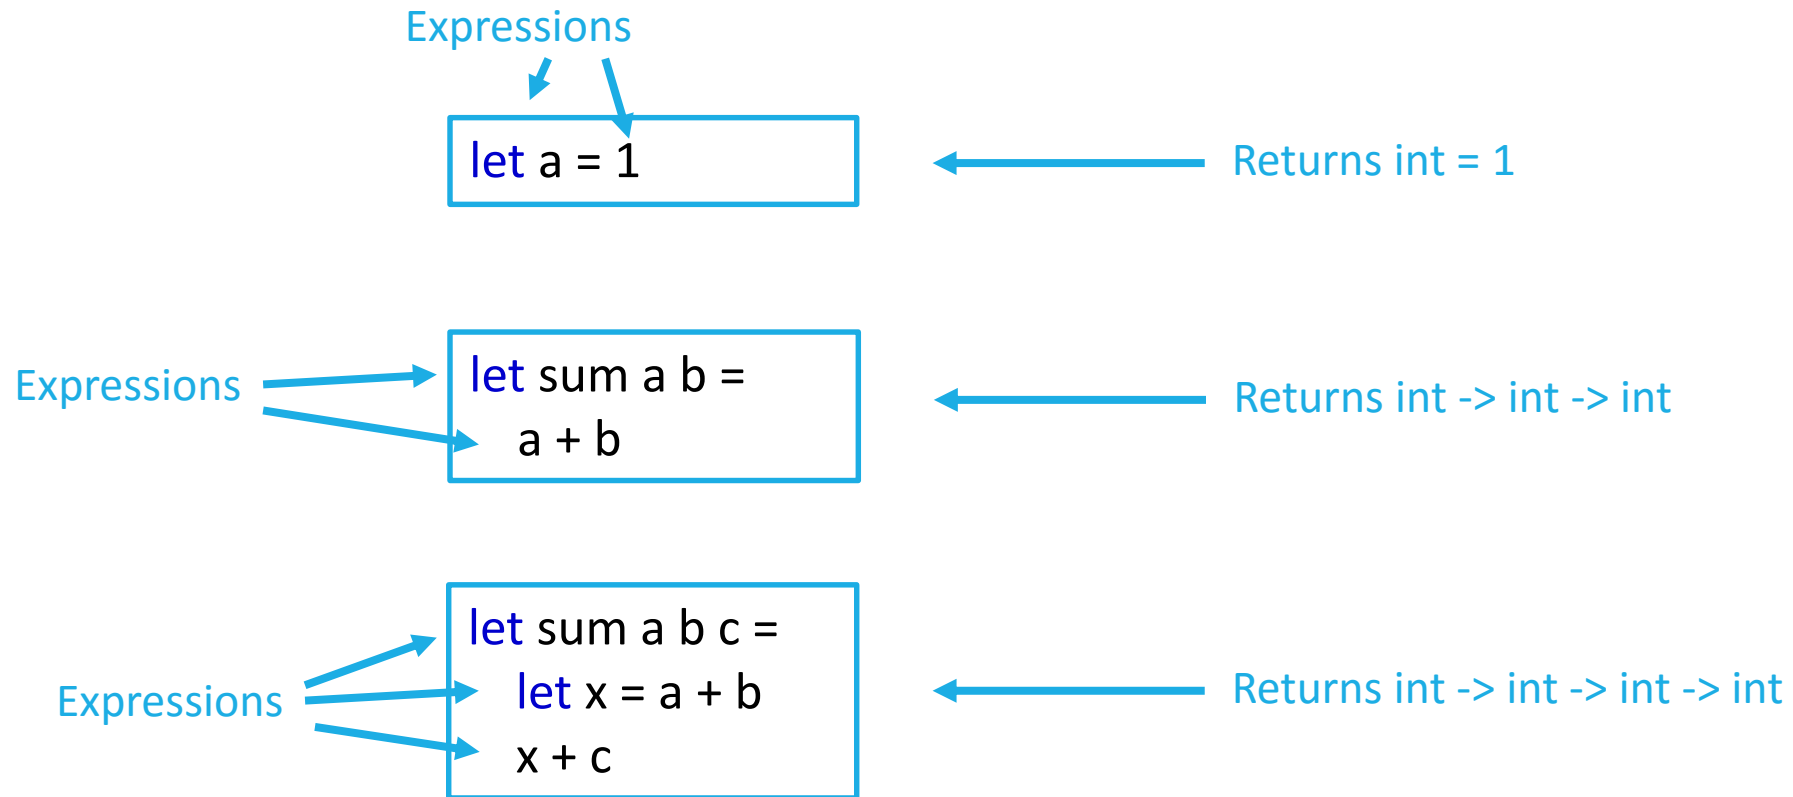 Expressions
let a = 1
Returns int = 1
Expressions
let sum a b =
a + b
Returns int -> int -> int
Expressions
let sum a b c =
let x = a + b
x + c
Returns int -> int -> int -> int